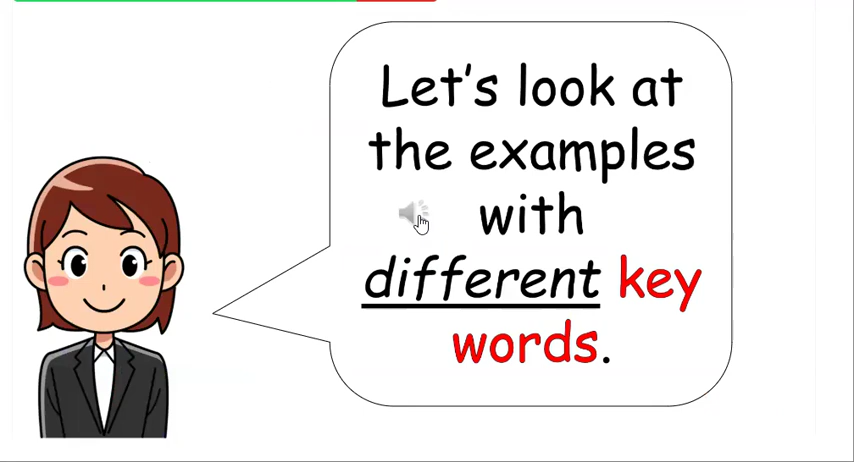 Let's look at
the examples
with
different key
words.